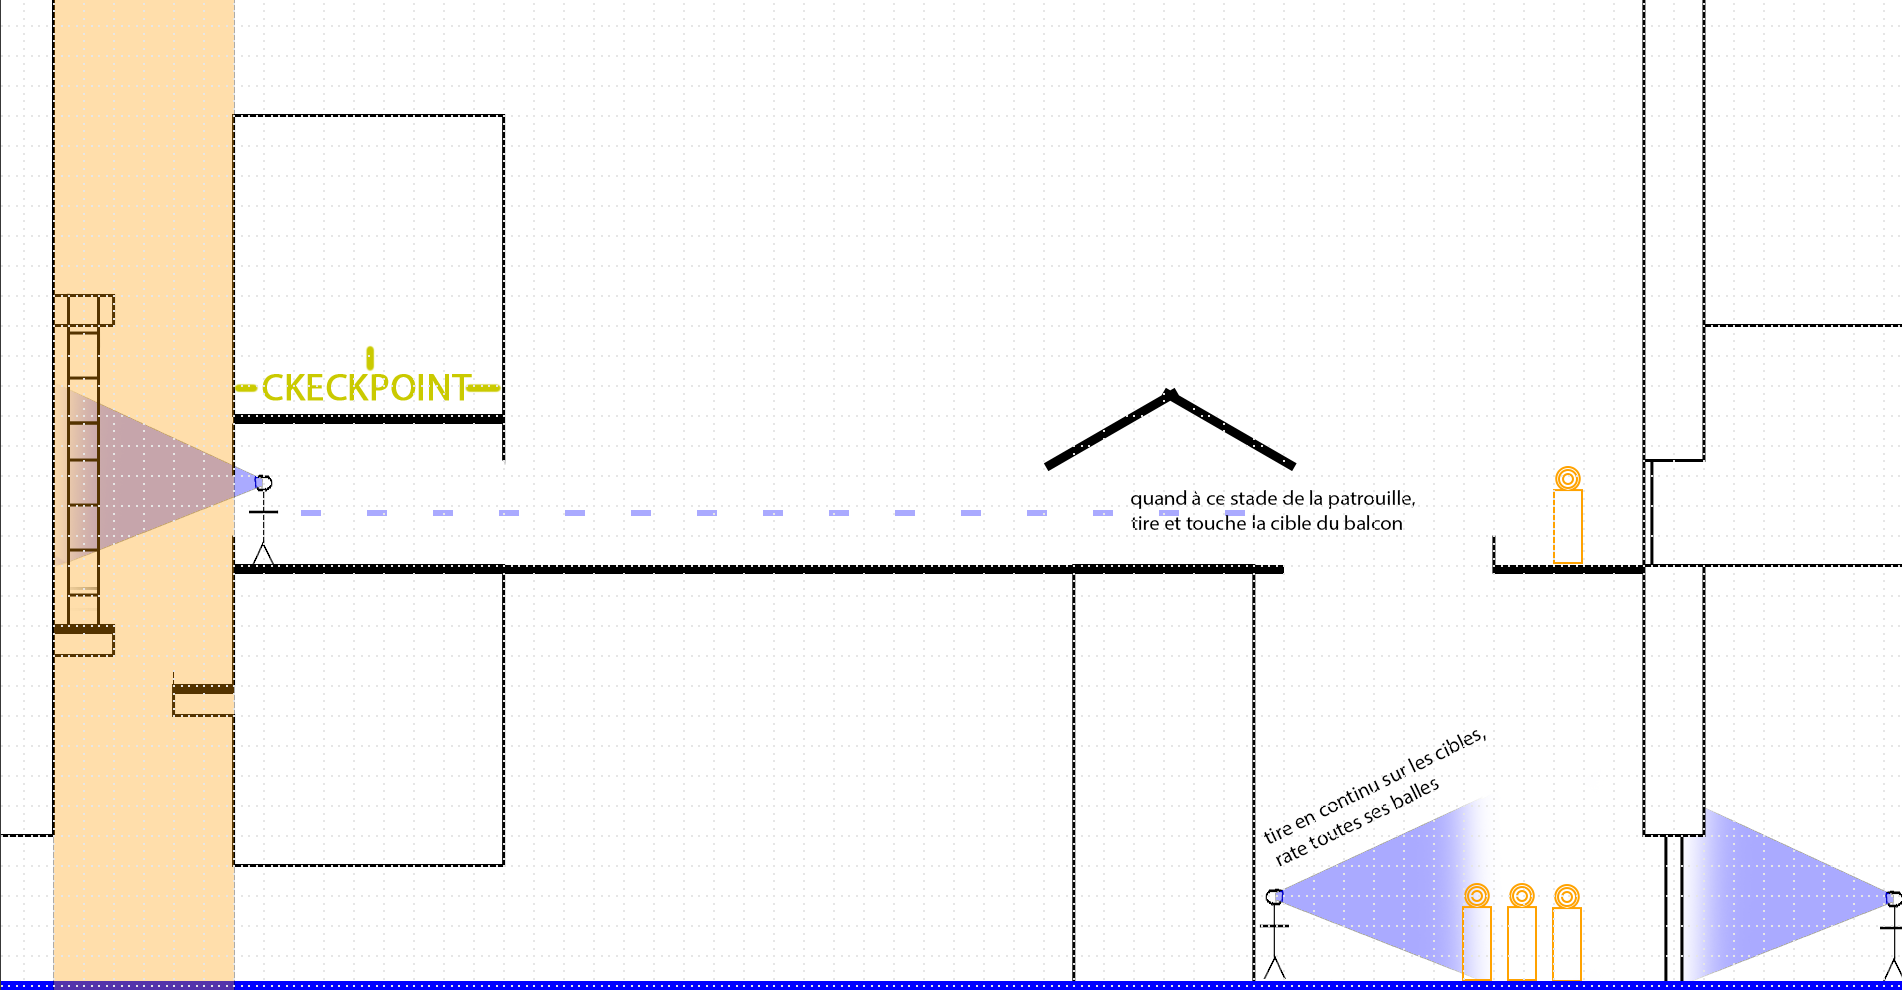 CKECKPOINT
quand à ce stade de la patrouille,
tire et touche la cible du balcon
tire en continu sur les cibles,
rate toutes ses balles